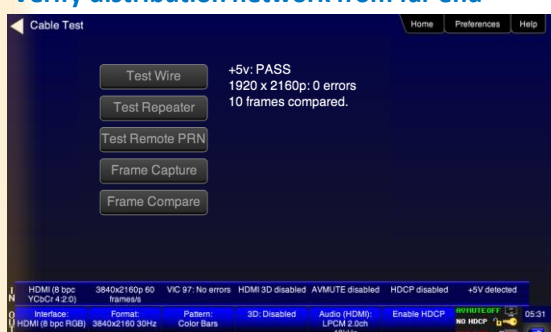 Verify distribution network from far end
Cable Test
Home Preferences Help
Test Wire
Test Repeater
Test Remote PRN
Frame Capture
Frame Compare
+5v: PASS
1920 x 2160p: 0 errors
10 frames compared.
IN
HDMI (8 bpc YCbCr 4:2:0)
3840x2160p 60 frames/s
VIC 97: No errors
HDMI 3D disabled
AVMUTE disabled
HDCP disabled
+5V detected
Interface:
HDMI (8 bpc RGB)
Format:
3840x2160 30Hz
Pattern:
Color Bars
3D: Disabled
Audio (HDMI):
LPCM 2.0ch
Enable HDCP
AVMUTE OFF
NO HDCP
05:31